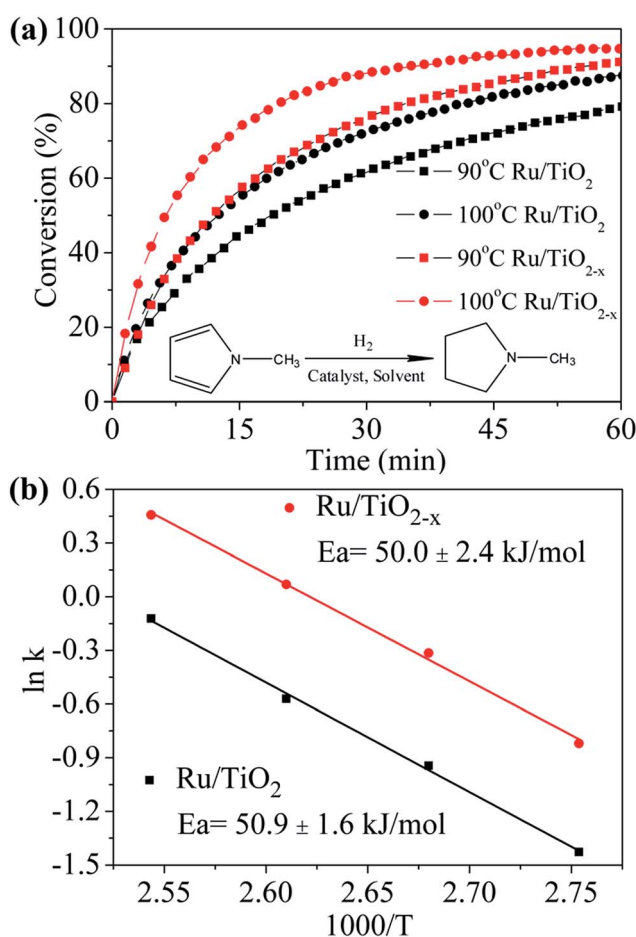 (a)
100
80
60
40
20
0
Conversion (%)
90°C Ru/TiO₂
100°C Ru/TiO₂
90°C Ru/TiO₂₋ₓ
100°C Ru/TiO₂₋ₓ
N
CH₃
H₂
Catalyst, Solvent
N
CH₃
0 15 30 45 60
Time (min)
(b)
0.6
0.3
0.0
-0.3
-0.6
-0.9
-1.2
-1.5
ln k
Ru/TiO₂₋ₓ
Ea= 50.0 ± 2.4 kJ/mol
Ru/TiO₂
Ea= 50.9 ± 1.6 kJ/mol
2.55 2.60 2.65 2.70 2.75
1000/T